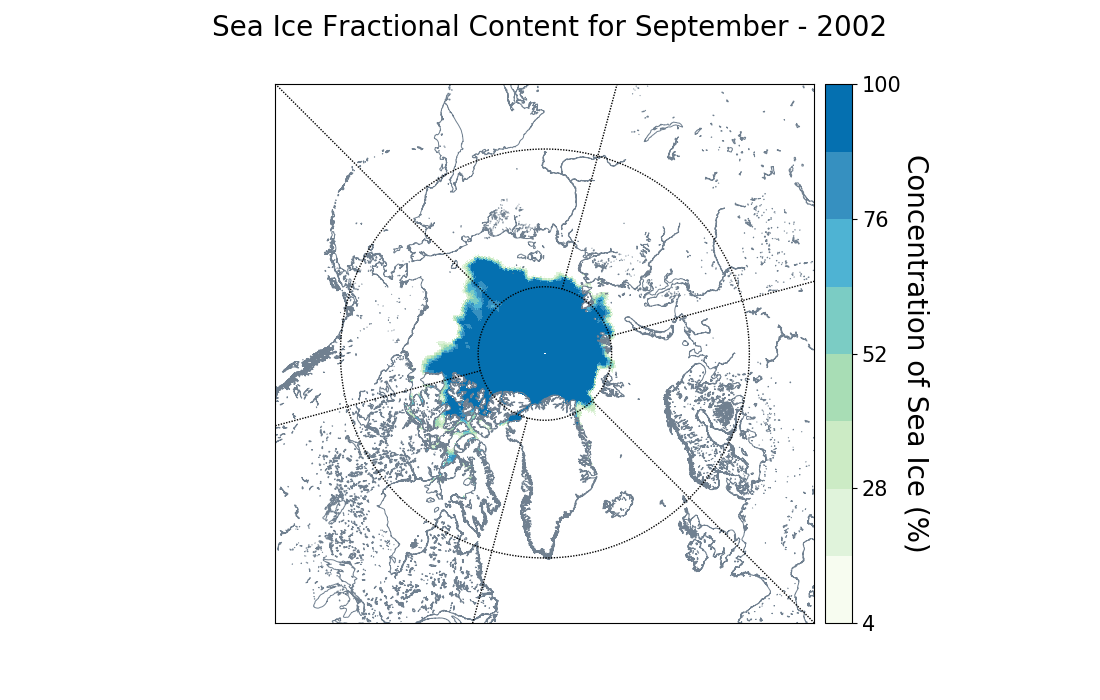 Sea Ice Fractional Content for September - 2002
100
76
52
28
4
Concentration of Sea Ice (%)